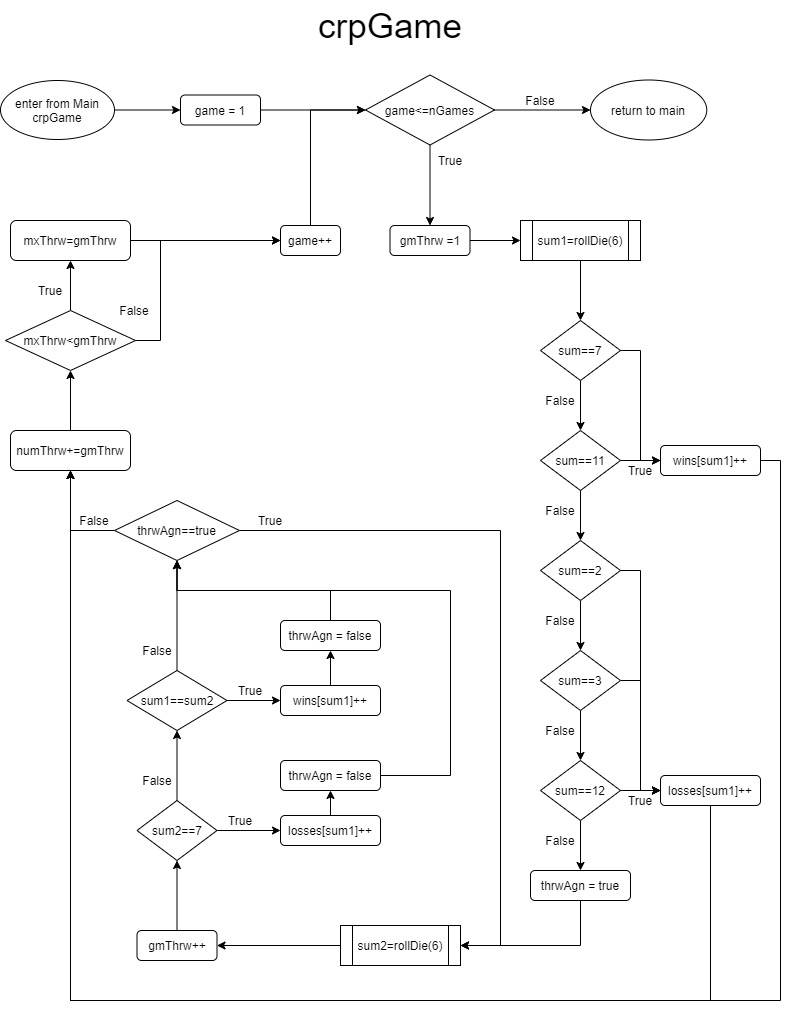 crpGame
enter from Main
crpGame
game = 1
game<=nGames
False
return to main
True
mxThrw=gmThrw
game++
gmThrw =1
sum1=rollDie(6)
True
False
mxThrw<gmThrw
sum==7
False
numThrw+=gmThrw
sum==11
True
wins[sum1]++
False
False
thrwAgn==true
True
sum==2
False
thrwAgn = false
False
sum==3
sum1==sum2
True
wins[sum1]++
False
False
thrwAgn = false
sum==12
True
losses[sum1]++
sum2==7
True
losses[sum1]++
False
thrwAgn = true
gmThrw++
sum2=rollDie(6)